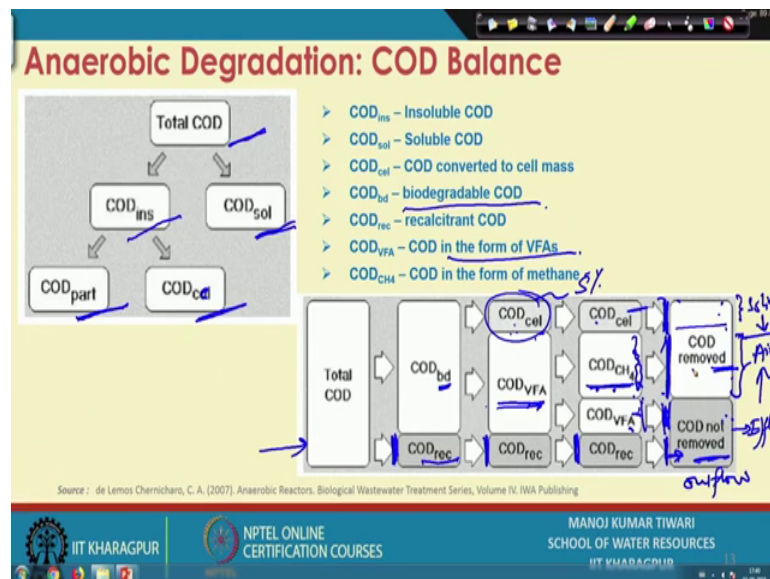 Anaerobic Degradation: COD Balance
Total COD
COD_ins
COD_sol
COD_part
➢ COD_ins – Insoluble COD
➢ COD_sol – Soluble COD
➢ COD_cel – COD converted to cell mass
➢ COD_bd – biodegradable COD
➢ COD_rec – recalcitrant COD
➢ COD_VFA – COD in the form of VFAs
➢ COD_CH4 – COD in the form of methane
5%
Total COD
COD_bd
COD_rec
COD_cel
COD_VFA
COD_rec
COD_cel
COD_CH4
COD_VFA
COD_rec
COD removed
COD not removed
outflow
Source : de Lemos Chernicharo, C. A. (2007). Anaerobic Reactors. Biological Wastewater Treatment Series, Volume IV. IWA Publishing
IIT KHARAGPUR
NPTEL ONLINE
CERTIFICATION COURSES
MANOJ KUMAR TIWARI
SCHOOL OF WATER RESOURCES
IIT KHARAGPUR
13